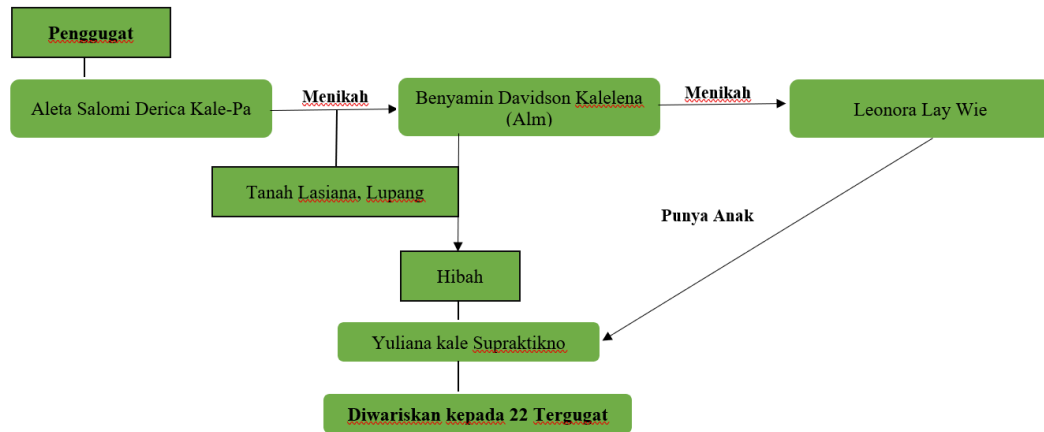 Penggugat
Aleta Salomi Derica Kale-Pa
Menikah
Benyamin Davidson Kalelena
(Alm)
Menikah
Leonora Lay Wie
Tanah Lasiana, Lupang
Punya Anak
Hibah
Yuliana kale Supraktikno
Diwariskan kepada 22 Tergugat